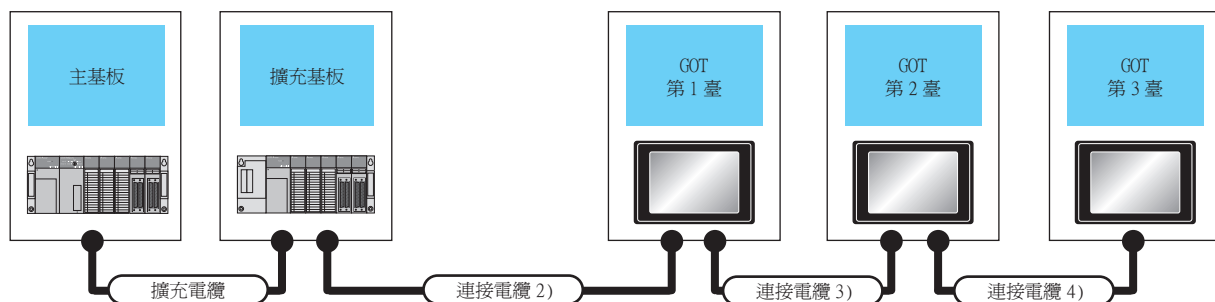 主基板
擴充基板
GOT
第 1 臺
GOT
第 2 臺
GOT
第 3 臺
擴充電纜
連接電纜 2)
連接電纜 3)
連接電纜 4)